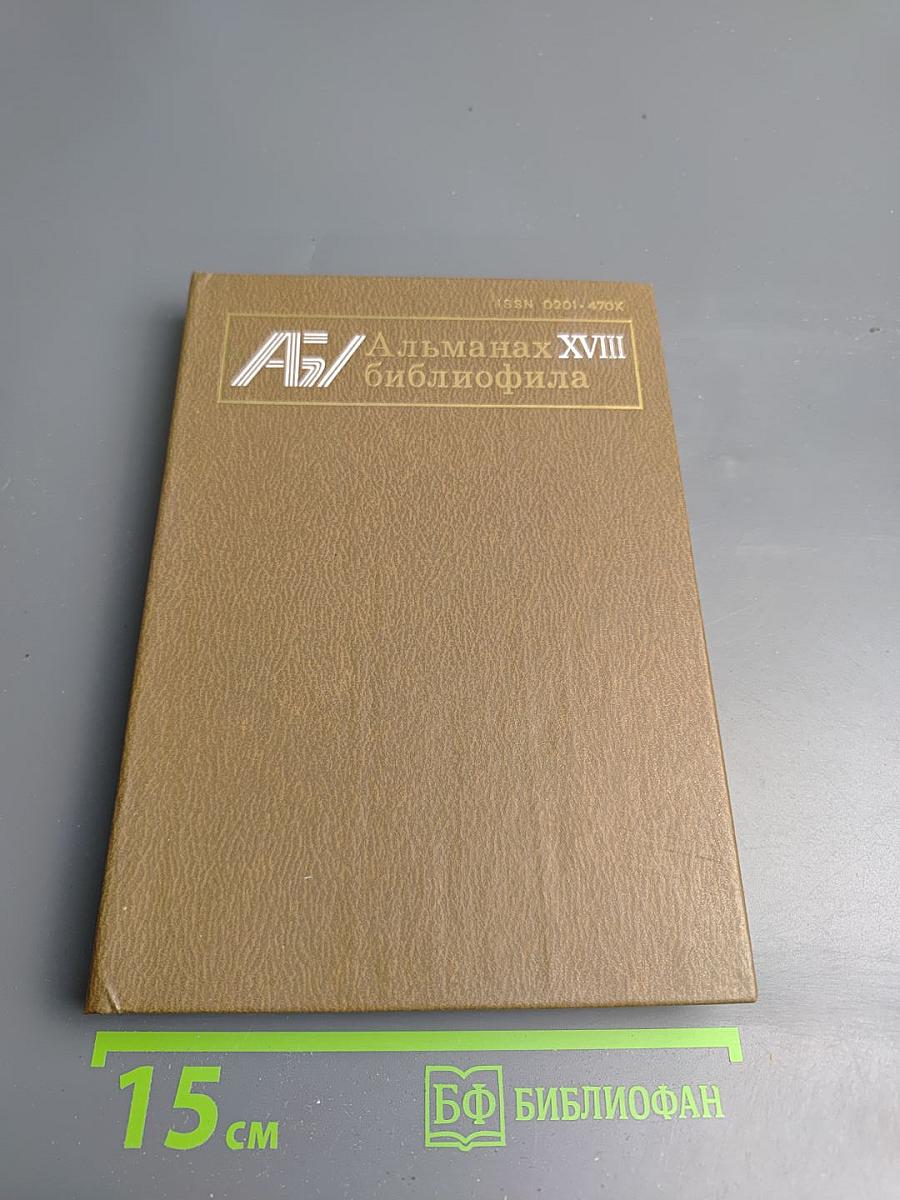 ISSN 0201-470X
АБ Альманах XVIII
библиофила
15 см
БФ БИБЛИОФАН